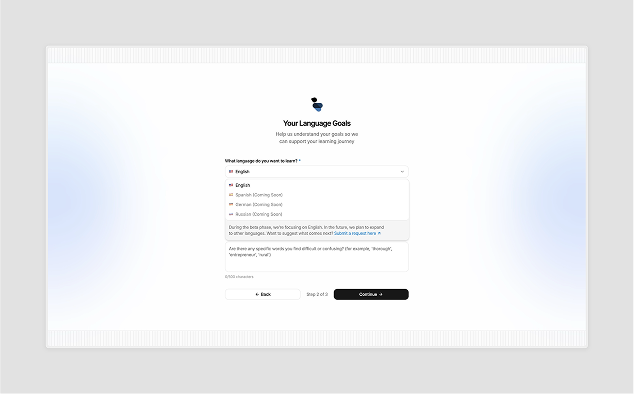 Your Language Goals
Help us understand your goals so we
can support your learning journey
What language do you want to learn? *
English
English
Spanish (Coming Soon)
German (Coming Soon)
Russian (Coming Soon)
During the beta phase, we're focusing on English. In the future, we plan to expand
to other languages. Want to suggest what comes next? Submit a request here ↗
Are there any specific words you find difficult or confusing? (for example, 'thorough',
'entrepreneur', 'rural')
0/500 characters
← Back
Step 2 of 3
Continue →